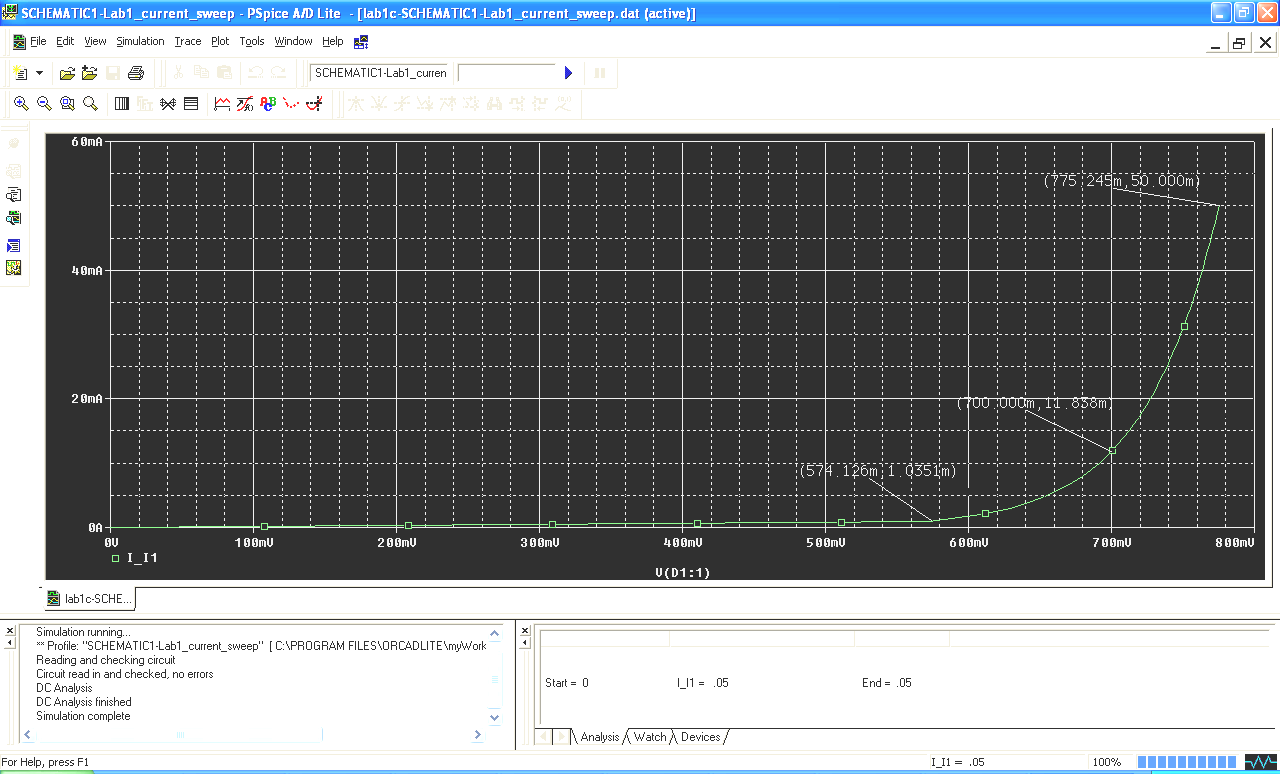 SCHEMATIC1-Lab1_current_sweep - PSpice A/D Lite - [lab1c-SCHEMATIC1-Lab1_current_sweep.dat (active)]
File Edit View Simulation Trace Plot Tools Window Help
SCHEMATIC1-Lab1_curren
60mA
(775.245m,50.000m)
40mA
20mA
(700.000m,11.838m)
(574.126m,1.0351m)
0A
0V 100mV 200mV 300mV 400mV 500mV 600mV 700mV 800mV
I_I1
V(D1:1)
lab1c-SCHE...
Simulation running...
** Profile: "SCHEMATIC1-Lab1_current_sweep" [ C:\PROGRAM FILES\ORCADLITE\myWork
Reading and checking circuit
Circuit read in and checked, no errors
DC Analysis
DC Analysis finished
Simulation complete
Start = 0 I_I1 = .05 End = .05
Analysis Watch Devices
For Help, press F1 I_I1 = .05 100%